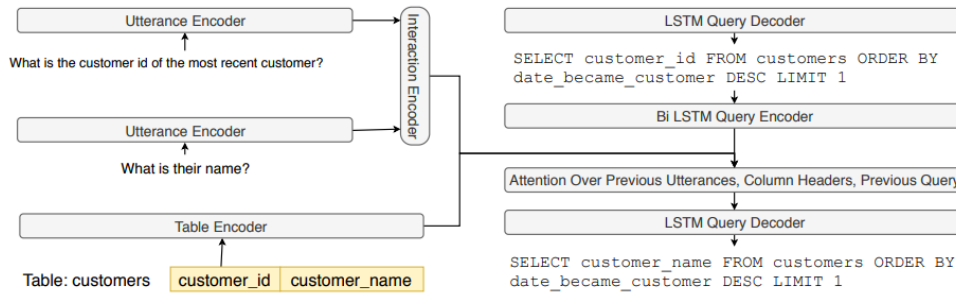 Utterance Encoder
What is the customer id of the most recent customer?
Interaction Encoder
Utterance Encoder
What is their name?
Table Encoder
Table: customers
customer_id
customer_name
LSTM Query Decoder
SELECT customer_id FROM customers ORDER BY
date_became_customer DESC LIMIT 1
Bi LSTM Query Encoder
Attention Over Previous Utterances, Column Headers, Previous Query
LSTM Query Decoder
SELECT customer_name FROM customers ORDER BY
date_became_customer DESC LIMIT 1